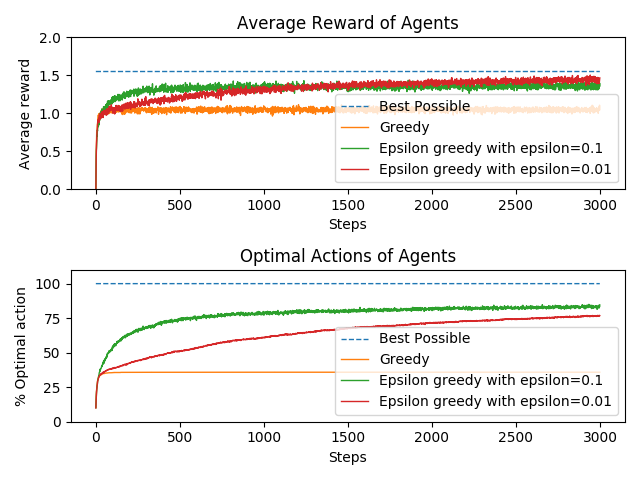 Average Reward of Agents
2.0
1.5
1.0
0.5
0.0
Average reward
Best Possible
Greedy
Epsilon greedy with epsilon=0.1
Epsilon greedy with epsilon=0.01
0 500 1000 1500 2000 2500 3000
Steps
Optimal Actions of Agents
100
75
50
25
0
% Optimal action
Best Possible
Greedy
Epsilon greedy with epsilon=0.1
Epsilon greedy with epsilon=0.01
0 500 1000 1500 2000 2500 3000
Steps